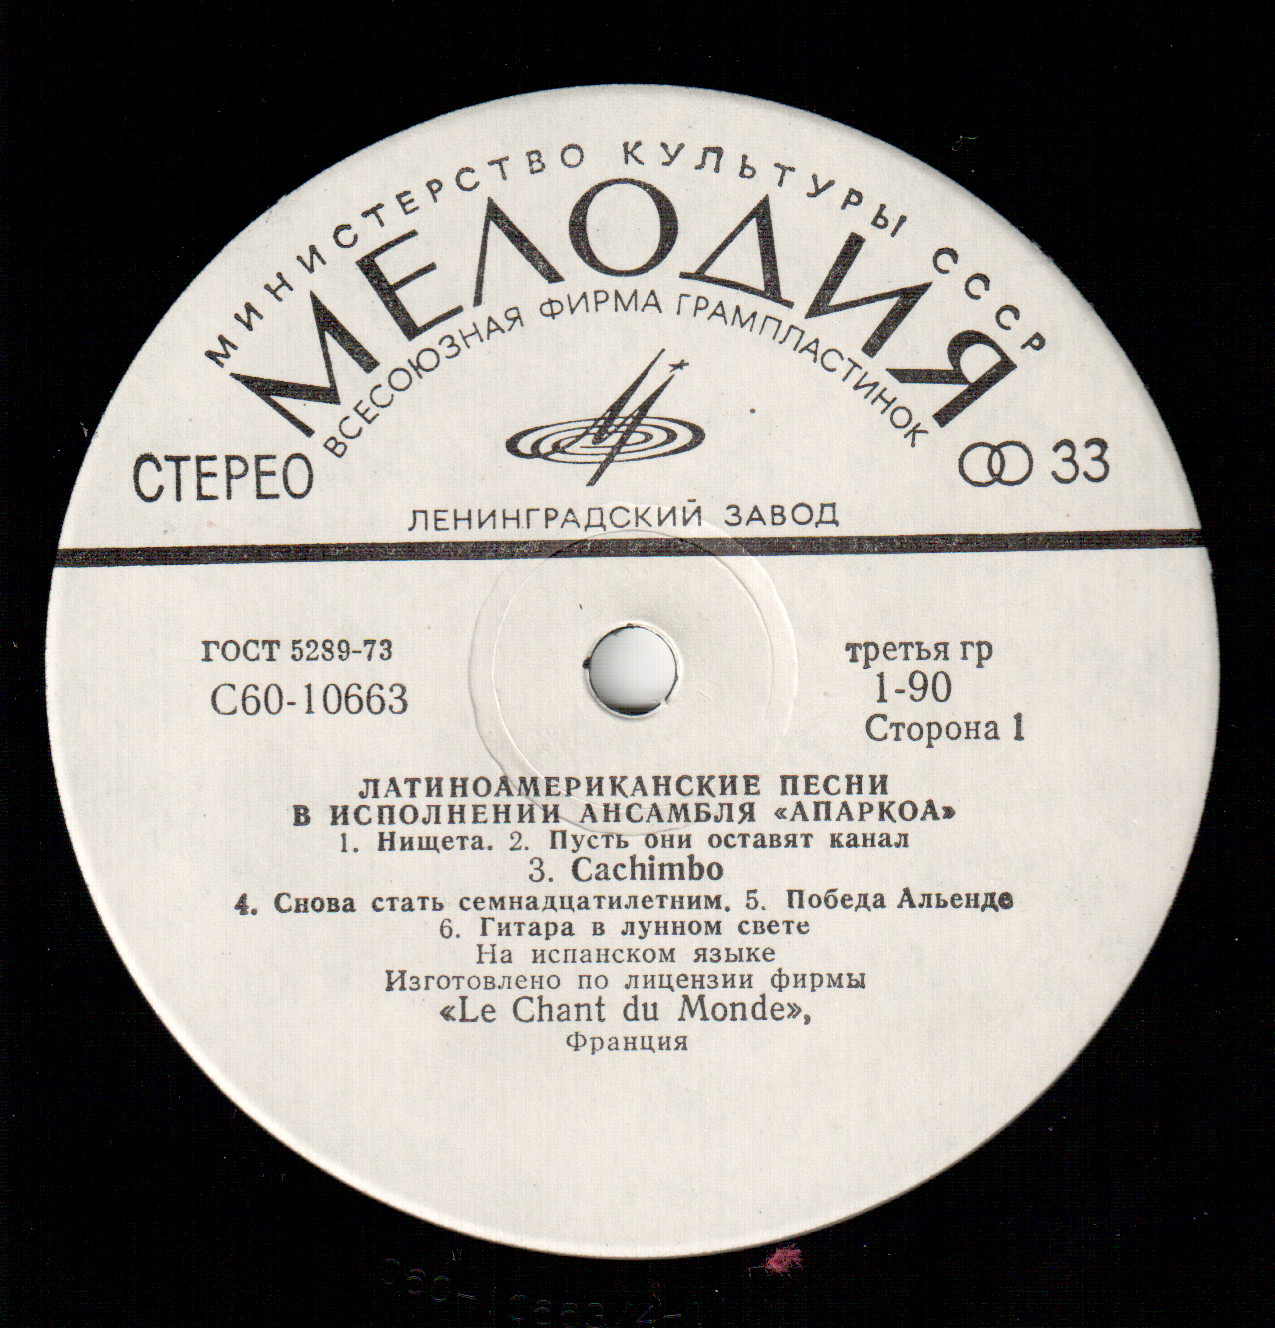 МИНИСТЕРСТВО КУЛЬТУРЫ СССР
МЕЛОДИЯ
ВСЕСОЮЗНАЯ ФИРМА ГРАМПЛАСТИНОК
СТЕРЕО
33
ЛЕНИНГРАДСКИЙ ЗАВОД
ГОСТ 5289-73
третья гр
С60-10663
1-90
Сторона 1
ЛАТИНОАМЕРИКАНСКИЕ ПЕСНИ
В ИСПОЛНЕНИИ АНСАМБЛЯ «АПАРКОА»
1. Нищета. 2. Пусть они оставят канал
3. Cachimbo
4. Снова стать семнадцатилетним. 5. Победа Альенде
6. Гитара в лунном свете
На испанском языке
Изготовлено по лицензии фирмы
«Le Chant du Monde»,
Франция